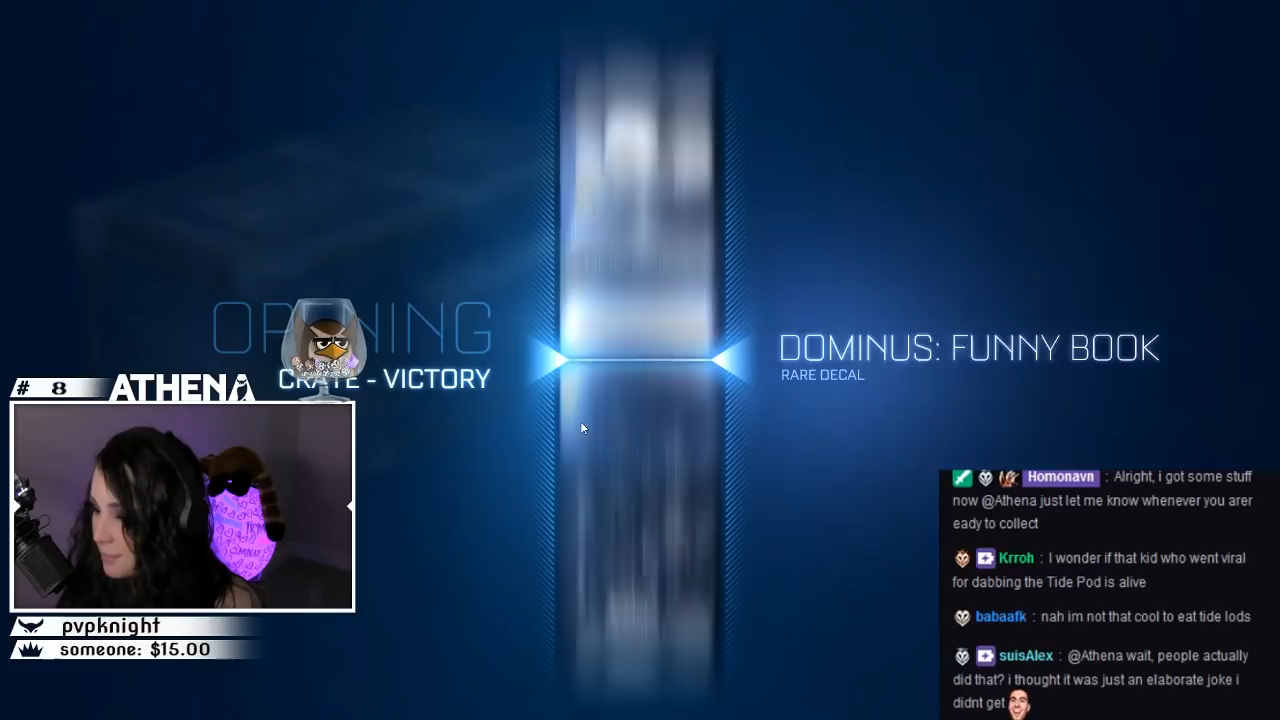 OPENING
CRATE - VICTORY
DOMINUS: FUNNY BOOK
RARE DECAL
# 8 ATHENA
pvpknight
someone: $15.00
Homonavn : Alright, i got some stuff
now @Athena just let me know whenever you arer
eady to collect
Krroh : I wonder if that kid who went viral
for dabbing the Tide Pod is alive
babaafk : nah im not that cool to eat tide lods
suisAlex : @Athena wait, people actually
did that? i thought it was just an elaborate joke i
didnt get